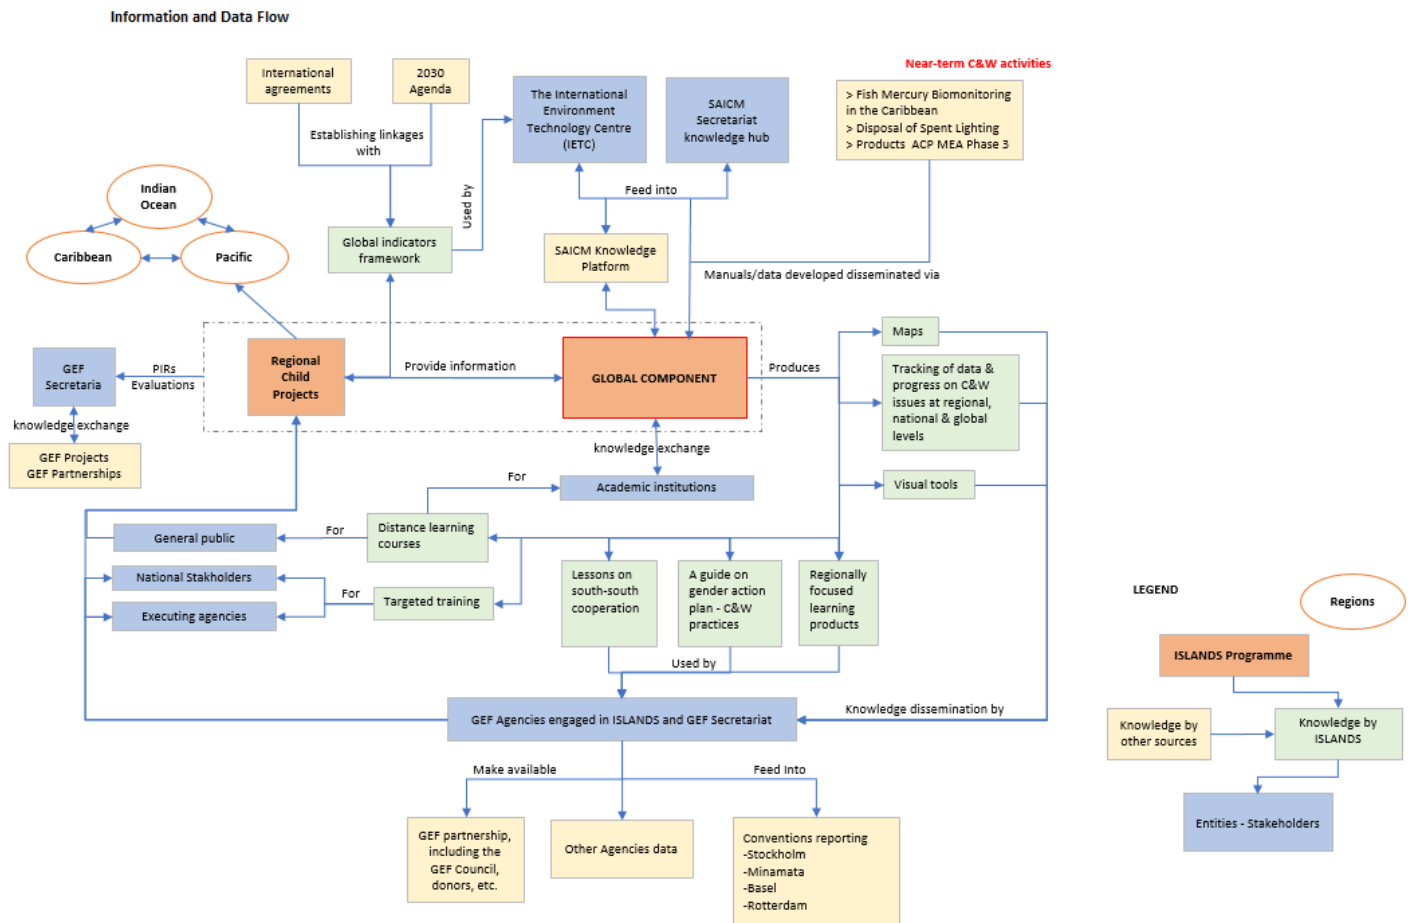 Information and Data Flow
Near-term C&W activities
International
agreements
2030
Agenda
The International
Environment
Technology Centre
(IETC)
SAICM
Secretariat
knowledge hub
> Fish Mercury Biomonitoring
in the Caribbean
> Disposal of Spent Lighting
> Products ACP MEA Phase 3
Establishing linkages
with
Used by
Feed into
Indian
Ocean
Caribbean
Pacific
Global indicators
framework
SAICM Knowledge
Platform
Manuals/data developed disseminated via
GEF
Secretaria
PIRs
Evaluations
Regional
Child
Projects
Provide information
GLOBAL COMPONENT
Produces
Maps
Tracking of data &
progress on C&W
issues at regional,
national & global
levels
Visual tools
knowledge exchange
GEF Projects
GEF Partnerships
knowledge exchange
For
Academic institutions
General public
For
Distance learning
courses
National Stakholders
For
Targeted training
Executing agencies
Lessons on
south-south
cooperation
A guide on
gender action
plan - C&W
practices
Regionally
focused
learning
products
Used by
GEF Agencies engaged in ISLANDS and GEF Secretariat
Knowledge dissemination by
Make available
Feed Into
GEF partnership,
including the
GEF Council,
donors, etc.
Other Agencies data
Conventions reporting
-Stockholm
-Minamata
-Basel
-Rotterdam
LEGEND
Regions
ISLANDS Programme
Knowledge by
other sources
Knowledge by
ISLANDS
Entities - Stakeholders